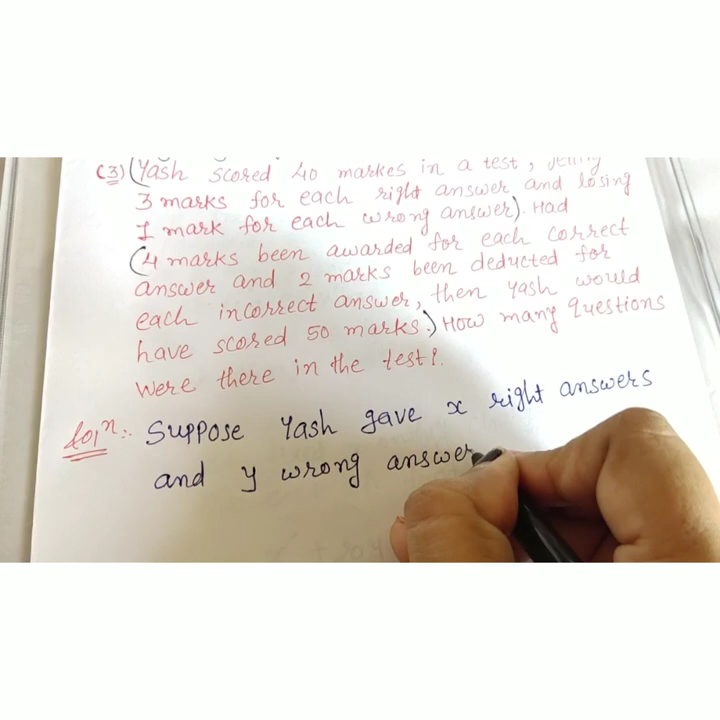 (3) (Yash scored 40 markes in a test,
3 marks for each right answer and losing
1 mark for each wrong answer). Had
(4 marks been awarded for each correct
answer and 2 marks been deducted for
each incorrect answer, then Yash would
have scored 50 marks.) How many questions
were there in the test?
Solⁿ:- Suppose Yash gave x right answers
and y wrong answer